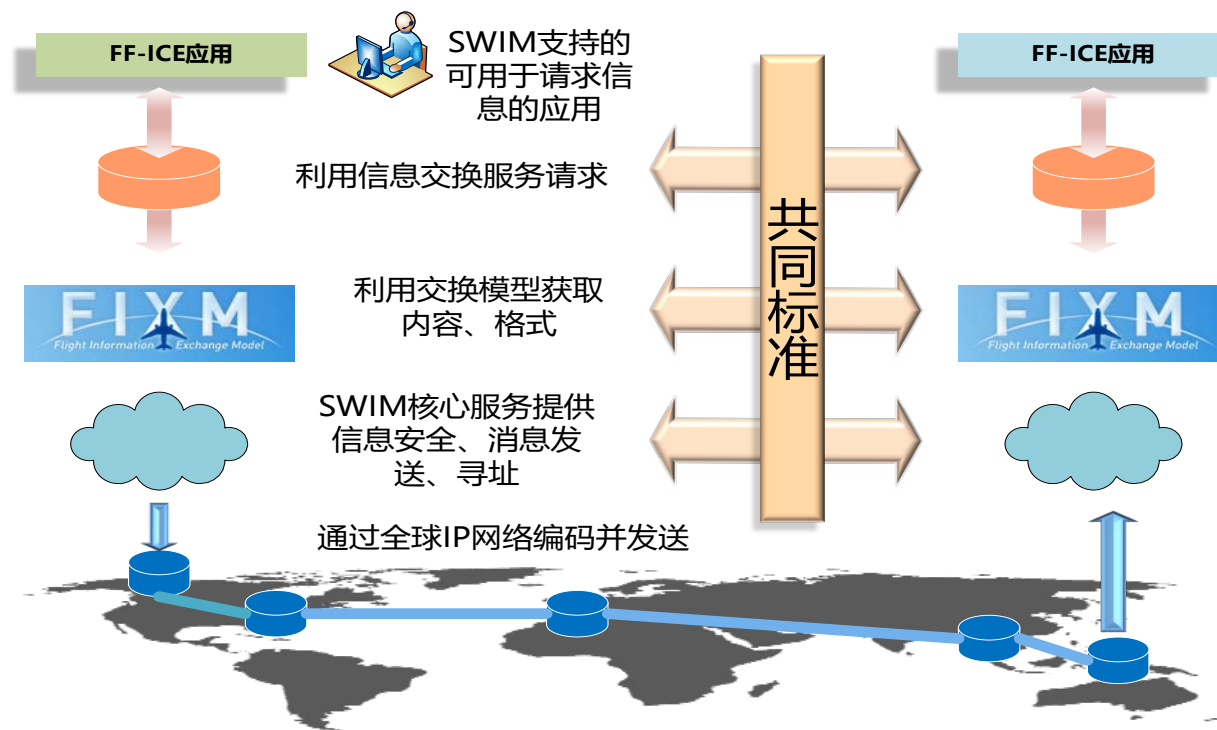 FF-ICE应用
SWIM支持的
可用于请求信
息的应用
FF-ICE应用
利用信息交换服务请求
共同标准
FIXM
Flight Information Exchange Model
利用交换模型获取
内容、格式
FIXM
Flight Information Exchange Model
SWIM核心服务提供
信息安全、消息发
送、寻址
通过全球IP网络编码并发送